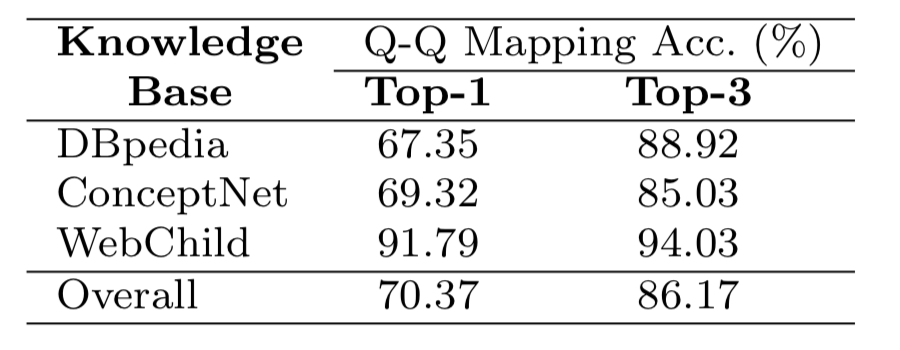 Knowledge Q-Q Mapping Acc. (%)
Base Top-1 Top-3
DBpedia 67.35 88.92
ConceptNet 69.32 85.03
WebChild 91.79 94.03
Overall 70.37 86.17